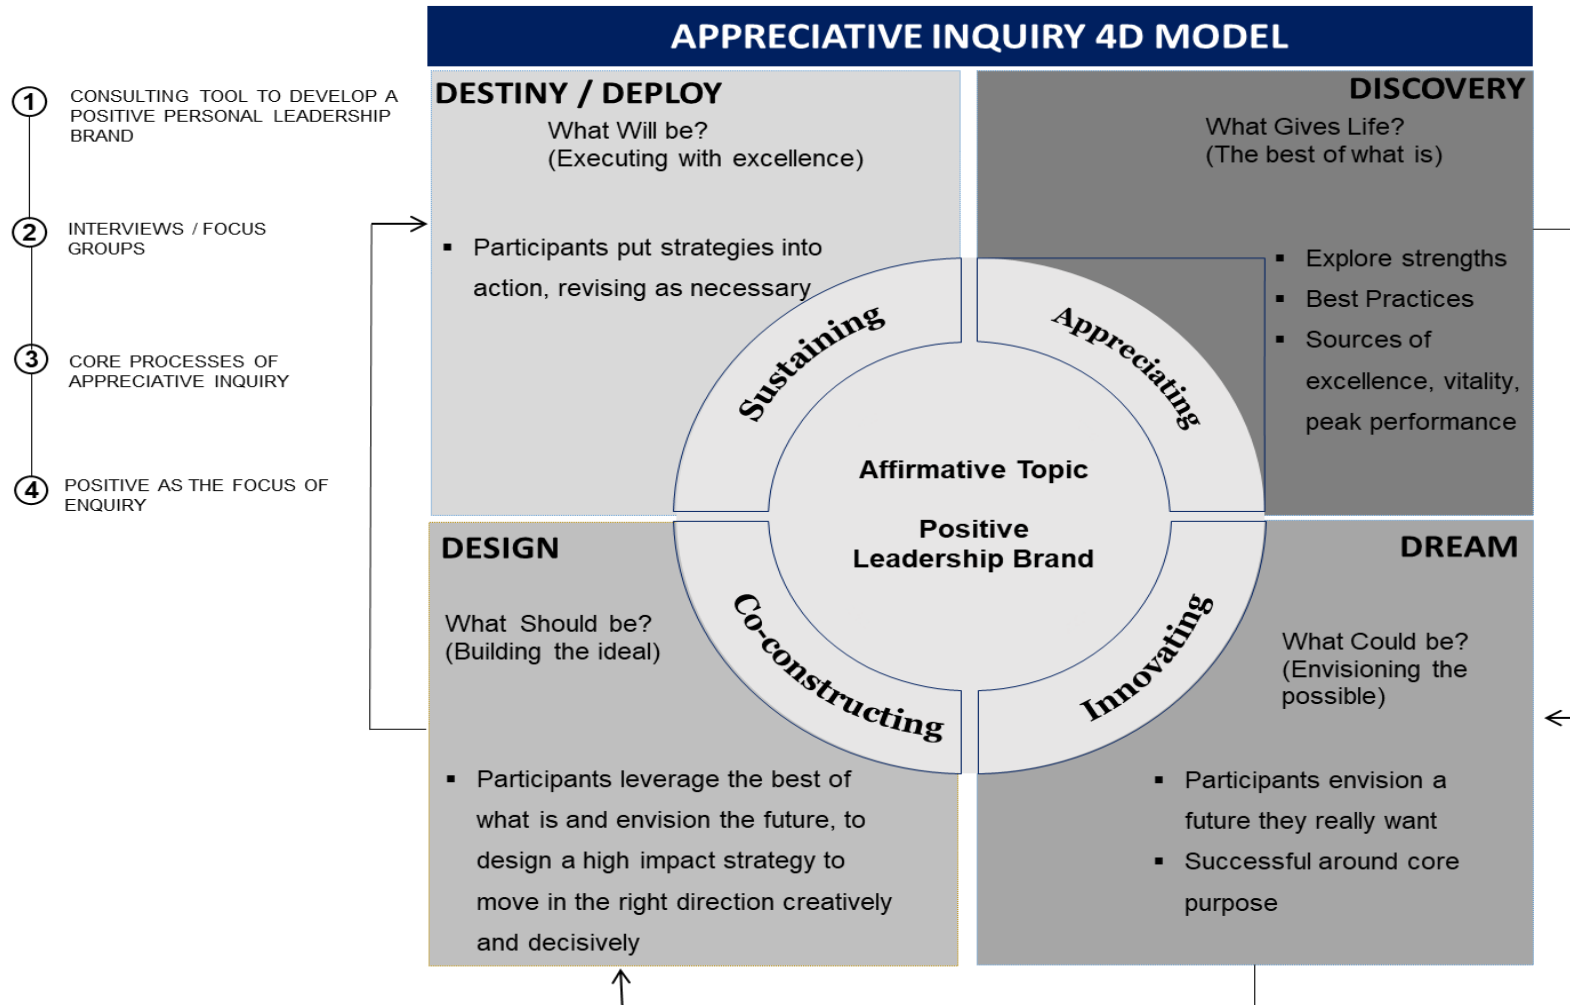 APPRECIATIVE INQUIRY 4D MODEL
1
CONSULTING TOOL TO DEVELOP A
POSITIVE PERSONAL LEADERSHIP
BRAND
2
INTERVIEWS / FOCUS
GROUPS
3
CORE PROCESSES OF
APPRECIATIVE INQUIRY
4
POSITIVE AS THE FOCUS OF
ENQUIRY
DESTINY / DEPLOY
What Will be?
(Executing with excellence)
▪ Participants put strategies into
action, revising as necessary
DISCOVERY
What Gives Life?
(The best of what is)
▪ Explore strengths
▪ Best Practices
▪ Sources of
excellence, vitality,
peak performance
Sustaining
Appreciating
Affirmative Topic
Positive
Leadership Brand
Co-constructing
Innovating
DESIGN
What Should be?
(Building the ideal)
▪ Participants leverage the best of
what is and envision the future, to
design a high impact strategy to
move in the right direction creatively
and decisively
DREAM
What Could be?
(Envisioning the
possible)
▪ Participants envision a
future they really want
▪ Successful around core
purpose